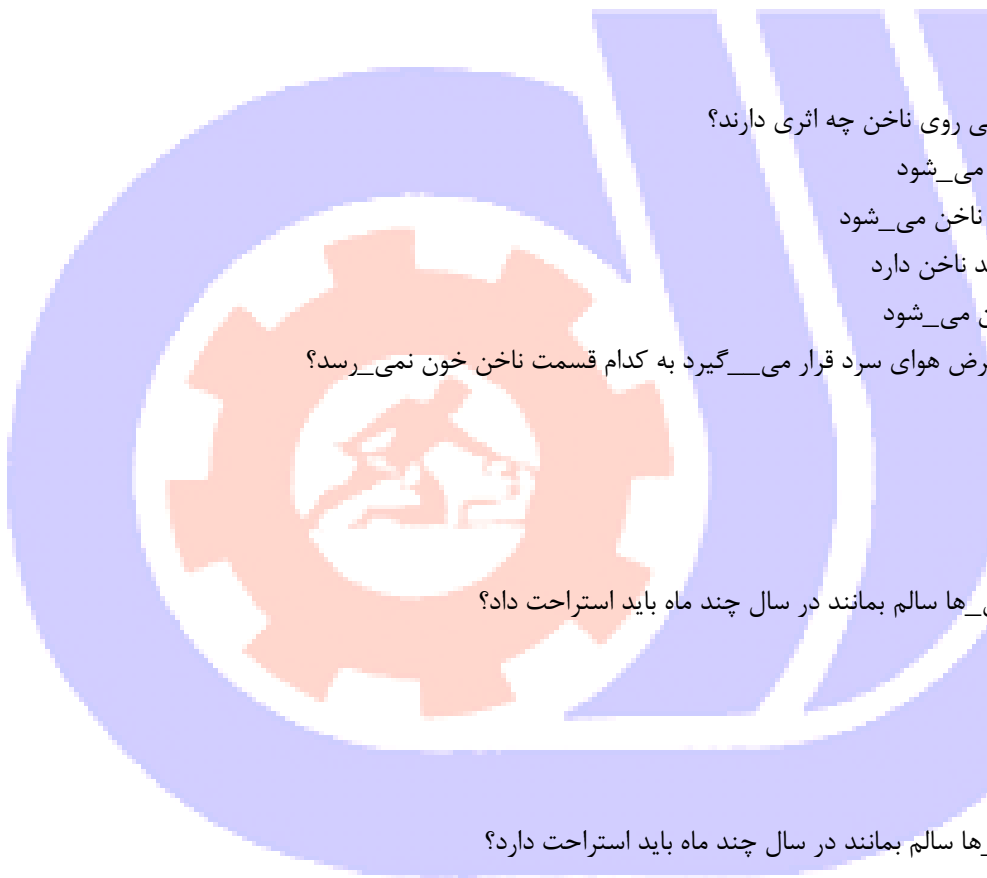 ی روی ناخن چه اثری دارند؟
می_شود
ناخن می_شود
د ناخن دارد
می_شود
رض هوای سرد قرار می__گیرد به کدام قسمت ناخن خون نمی_رسد؟
_ها سالم بمانند در سال چند ماه باید استراحت داد؟
_ها سالم بمانند در سال چند ماه باید استراحت دارد؟